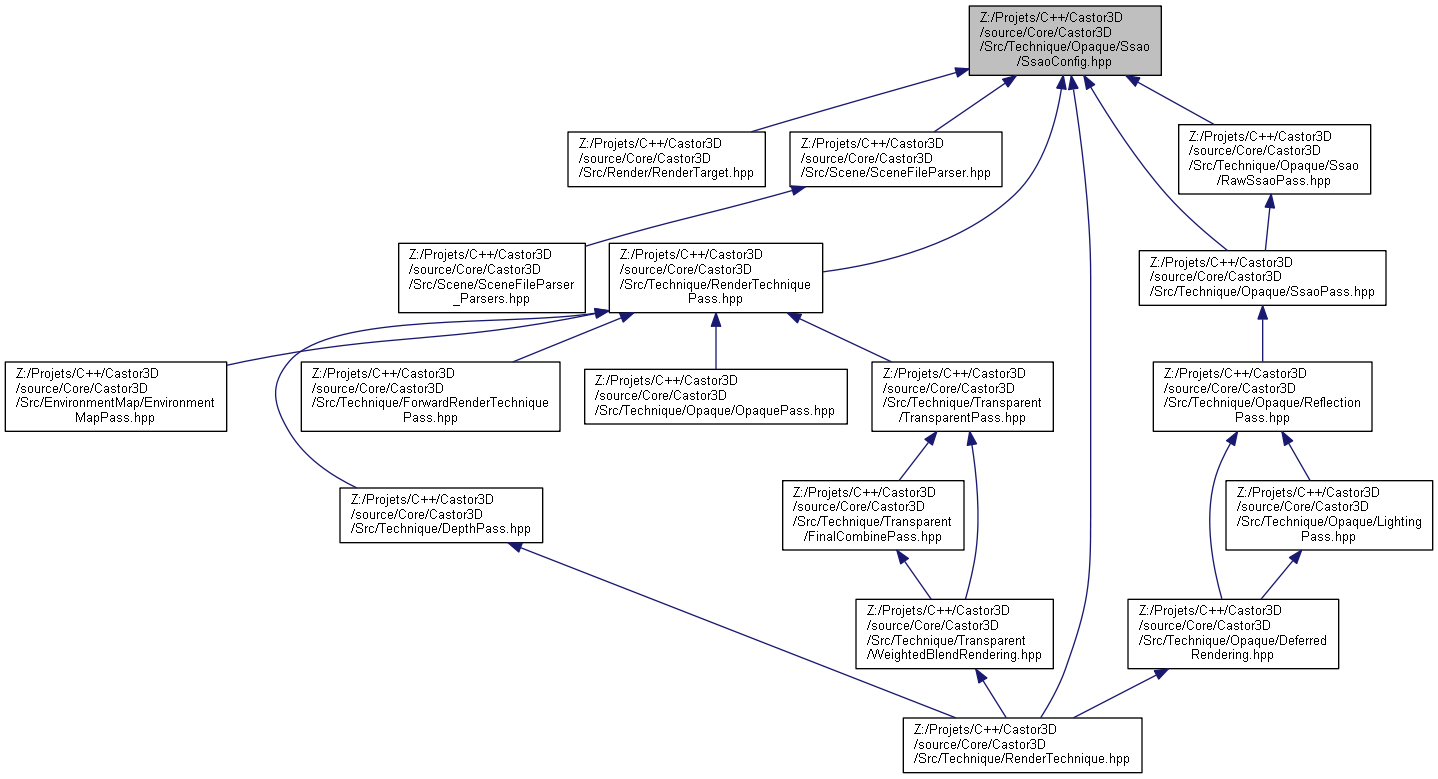 Z:/Projets/C++/Castor3D
/source/Core/Castor3D
/Src/Technique/Opaque/Ssao
/SsaoConfig.hpp
Z:/Projets/C++/Castor3D
/source/Core/Castor3D
/Src/Render/RenderTarget.hpp
Z:/Projets/C++/Castor3D
/source/Core/Castor3D
/Src/Scene/SceneFileParser.hpp
Z:/Projets/C++/Castor3D
/source/Core/Castor3D
/Src/Technique/Opaque/Ssao
/RawSsaoPass.hpp
Z:/Projets/C++/Castor3D
/source/Core/Castor3D
/Src/Scene/SceneFileParser
_Parsers.hpp
Z:/Projets/C++/Castor3D
/source/Core/Castor3D
/Src/Technique/RenderTechnique
Pass.hpp
Z:/Projets/C++/Castor3D
/source/Core/Castor3D
/Src/Technique/Opaque/SsaoPass.hpp
Z:/Projets/C++/Castor3D
/source/Core/Castor3D
/Src/EnvironmentMap/Environment
MapPass.hpp
Z:/Projets/C++/Castor3D
/source/Core/Castor3D
/Src/Technique/ForwardRenderTechnique
Pass.hpp
Z:/Projets/C++/Castor3D
/source/Core/Castor3D
/Src/Technique/Opaque/OpaquePass.hpp
Z:/Projets/C++/Castor3D
/source/Core/Castor3D
/Src/Technique/Transparent
/TransparentPass.hpp
Z:/Projets/C++/Castor3D
/source/Core/Castor3D
/Src/Technique/Opaque/Reflection
Pass.hpp
Z:/Projets/C++/Castor3D
/source/Core/Castor3D
/Src/Technique/DepthPass.hpp
Z:/Projets/C++/Castor3D
/source/Core/Castor3D
/Src/Technique/Transparent
/FinalCombinePass.hpp
Z:/Projets/C++/Castor3D
/source/Core/Castor3D
/Src/Technique/Opaque/Lighting
Pass.hpp
Z:/Projets/C++/Castor3D
/source/Core/Castor3D
/Src/Technique/Transparent
/WeightedBlendRendering.hpp
Z:/Projets/C++/Castor3D
/source/Core/Castor3D
/Src/Technique/Opaque/Deferred
Rendering.hpp
Z:/Projets/C++/Castor3D
/source/Core/Castor3D
/Src/Technique/RenderTechnique.hpp